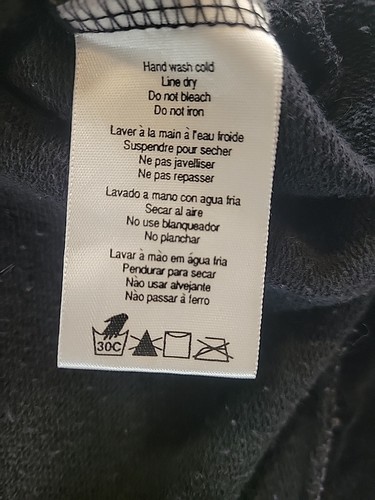 Hand wash cold
Line dry
Do not bleach
Do not iron
Laver à la main à l'eau froide
Suspendre pour secher
Ne pas javelliser
Ne pas repasser
Lavado a mano con agua fria
Secar al aire
No use blanqueador
No planchar
Lavar à mào em água fria
Pendurar para secar
Não usar alvejante
Não passar à ferro
30C